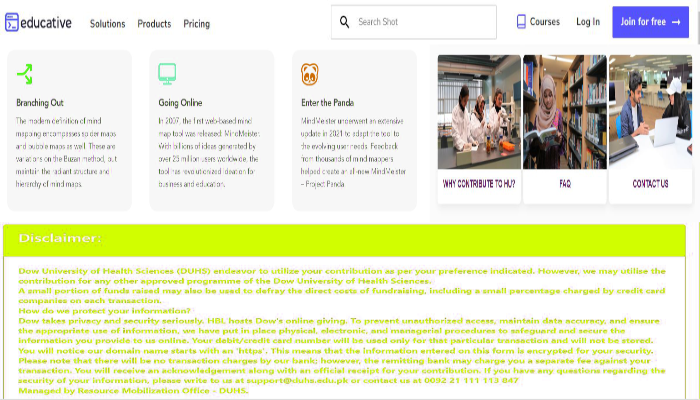 educative
Solutions
Products
Pricing
Search Shot
Courses
Log In
Join for free →
Branching Out
The modern definition of mind
mapping encompasses spider maps
and bubble maps as well. These are
variations on the Buzan method, but
maintain the radiant structure and
hierarchy of mind maps.
Going Online
In 2007, the first web-based mind
map tool was released: MindMeister.
With billions of ideas generated by
over 25 million users worldwide, the
tool has revolutionized ideation for
business and education.
Enter the Panda
MindMeister underwent an extensive
update in 2021 to adapt the tool to
the evolving user needs. Feedback
from thousands of mind mappers
helped create an all-new MindMeister
– Project Panda
WHY CONTRIBUTE TO HU?
FAQ
CONTACT US
Disclaimer:
Dow University of Health Sciences (DUHS) endeavor to utilize your contribution as per your preference indicated. However, we may utilise the
contribution for any other approved programme of the Dow University of Health Sciences.
A small portion of funds raised may also be used to defray the direct costs of fundraising, including a small percentage charged by credit card
companies on each transaction.
How do we protect your information?
Dow takes privacy and security seriously. HBL hosts Dow's online giving. To prevent unauthorised access, maintain data accuracy, and ensure
the appropriate use of information, we have put in place physical, electronic, and managerial procedures to safeguard and secure the
information you provide to us online. Your debit/credit card number will be used only for that particular transaction and will not be stored.
You will notice our domain name starts with an 'https'. This means that the information entered on this form is encrypted for your security.
Please note that there will be no transaction charges by our bank; however, the remitting bank may charge you a separate fee against your
transaction. You will receive an acknowledgement along with an official receipt for your contribution. If you have any questions regarding the
security of your information, please write to us at support@duhs.edu.pk or contact us at 0092 21 111 113 847
Managed by Resource Mobilization Office - DUHS.